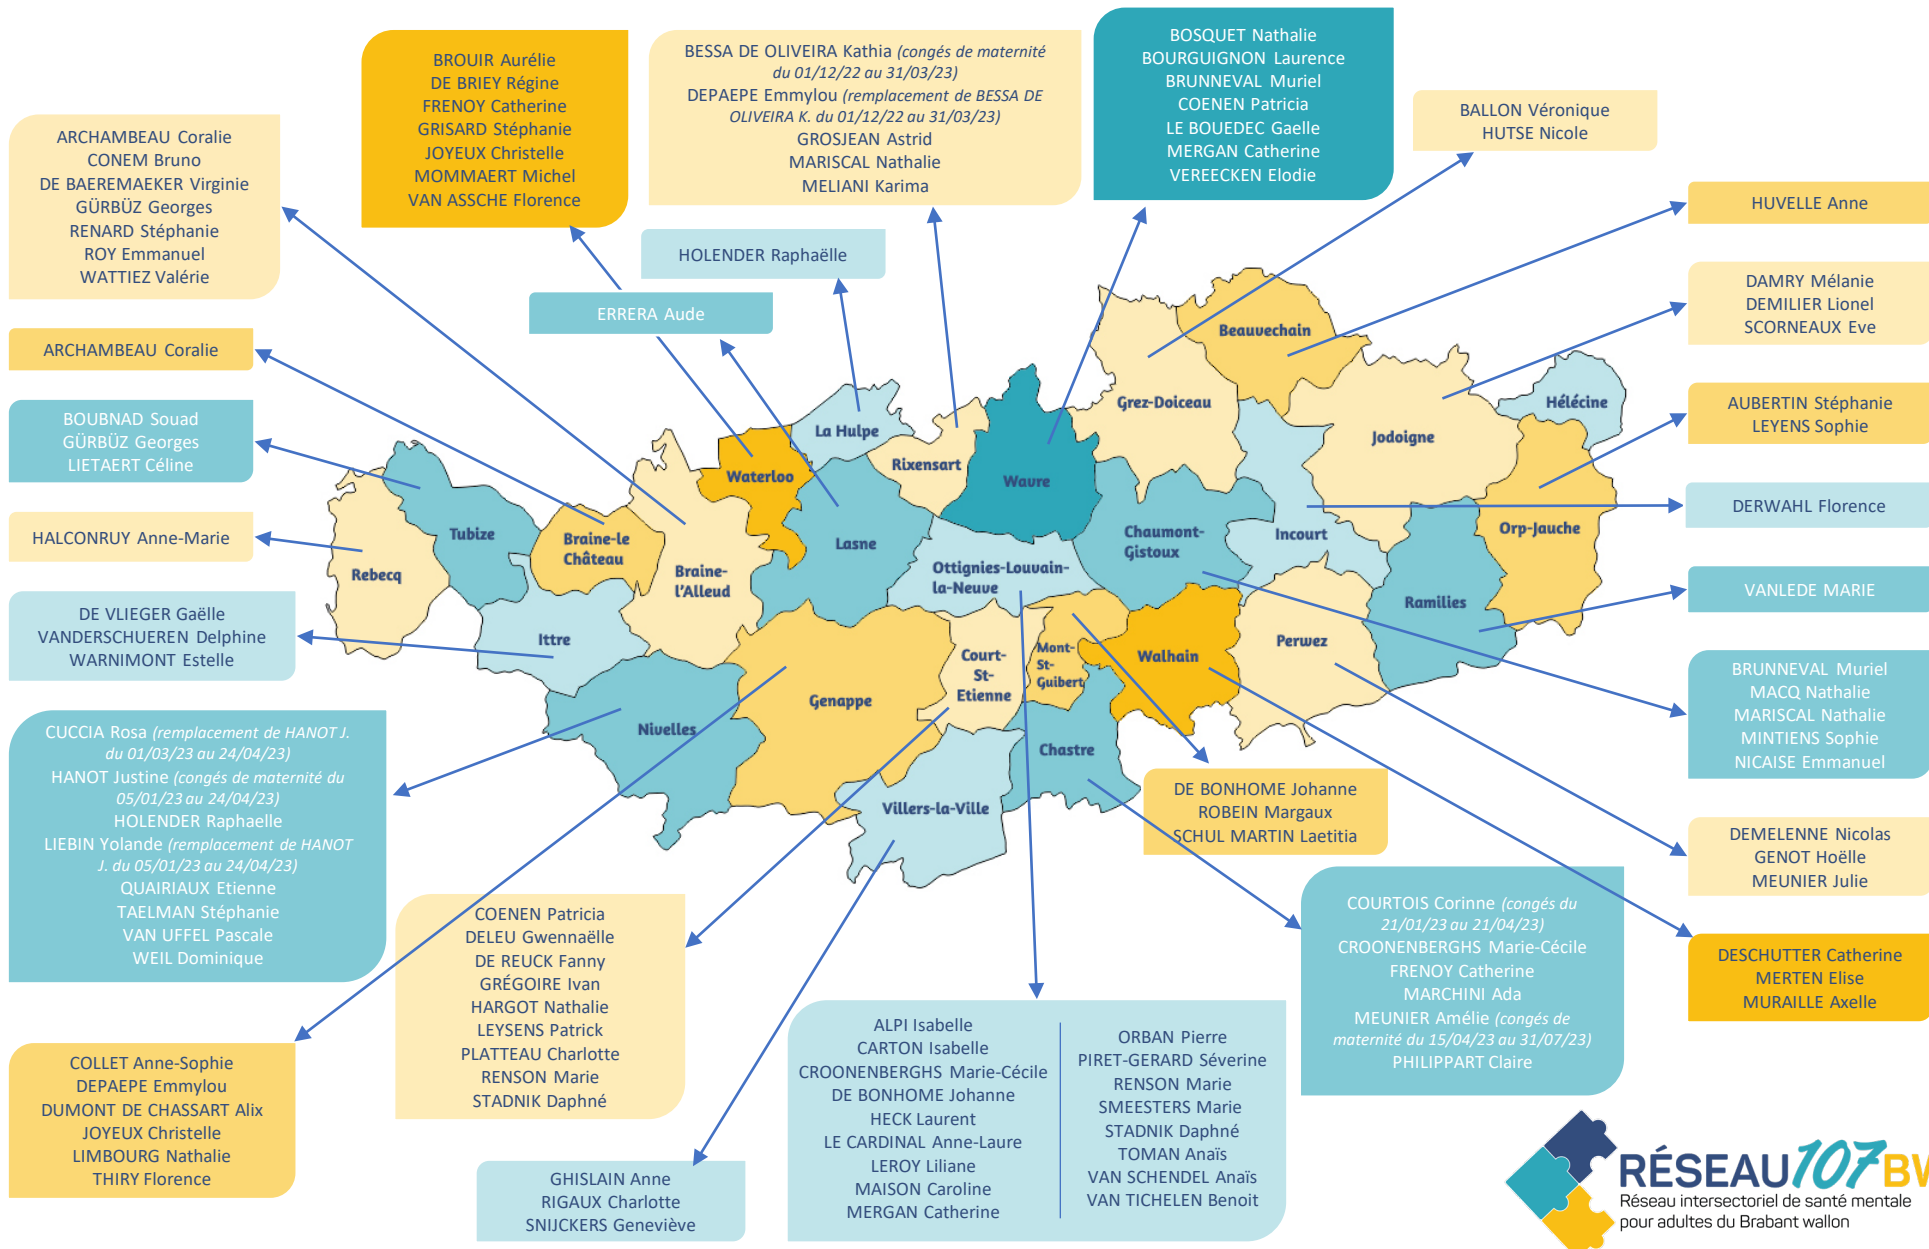 BROUIR Aurélie
DE BRIEY Régine
FRENOY Catherine
GRISARD Stéphanie
JOYEUX Christelle
MOMMAERT Michel
VAN ASSCHE Florence
BESSA DE OLIVEIRA Kathia (congés de maternité
du 01/12/22 au 31/03/23)
DEPAEPE Emmylou (remplacement de BESSA DE
OLIVEIRA K. du 01/12/22 au 31/03/23)
GROSJEAN Astrid
MARISCAL Nathalie
MELIANI Karima
BOSQUET Nathalie
BOURGUIGNON Laurence
BRUNNEVAL Muriel
COENEN Patricia
LE BOUEDEC Gaelle
MERGAN Catherine
VEREECKEN Elodie
BALLON Véronique
HUTSE Nicole
ARCHAMBEAU Coralie
CONEM Bruno
DE BAEREMAEKER Virginie
GÜRBÜZ Georges
RENARD Stéphanie
ROY Emmanuel
WATTIEZ Valérie
HUVELLE Anne
HOLENDER Raphaëlle
ERRERA Aude
DAMRY Mélanie
DEMILIER Lionel
SCORNEAUX Eve
ARCHAMBEAU Coralie
BOUBNAD Souad
GÜRBÜZ Georges
LIETAERT Céline
AUBERTIN Stéphanie
LEYENS Sophie
DERWAHL Florence
HALCONRUY Anne-Marie
VANLEDE MARIE
DE VLIEGER Gaëlle
VANDERSCHUEREN Delphine
WARNIMONT Estelle
Beauvechain
Grez-Doiceau
Hélécine
Jodoigne
La Hulpe
Rixensart
Waterloo
Wavre
Tubize
Braine-le
Château
Lasne
Chaumont-
Gistoux
Incourt
Orp-Jauche
Rebecq
Braine-
l'Alleud
Ottignies-Louvain-
la-Neuve
Ramilies
Ittre
Court-
St-
Etienne
Mont-
St-
Guibert
Walhain
Perwez
Genappe
Nivelles
Chastre
Villers-la-Ville
BRUNNEVAL Muriel
MACQ Nathalie
MARISCAL Nathalie
MINTIENS Sophie
NICAISE Emmanuel
CUCCIA Rosa (remplacement de HANOT J.
du 01/03/23 au 24/04/23)
HANOT Justine (congés de maternité du
05/01/23 au 24/04/23)
HOLENDER Raphaelle
LIEBIN Yolande (remplacement de HANOT
J. du 05/01/23 au 24/04/23)
QUAIRIAUX Etienne
TAELMAN Stéphanie
VAN UFFEL Pascale
WEIL Dominique
DE BONHOME Johanne
ROBEIN Margaux
SCHUL MARTIN Laetitia
DEMELENNE Nicolas
GENOT Hoëlle
MEUNIER Julie
COENEN Patricia
DELEU Gwennaëlle
DE REUCK Fanny
GRÉGOIRE Ivan
HARGOT Nathalie
LEYSENS Patrick
PLATTEAU Charlotte
RENSON Marie
STADNIK Daphné
COURTOIS Corinne (congés du
21/01/23 au 21/04/23)
CROONENBERGHS Marie-Cécile
FRENOY Catherine
MARCHINI Ada
MEUNIER Amélie (congés de
maternité du 15/04/23 au 31/07/23)
PHILIPPART Claire
DESCHUTTER Catherine
MERTEN Elise
MURAILLE Axelle
COLLET Anne-Sophie
DEPAEPE Emmylou
DUMONT DE CHASSART Alix
JOYEUX Christelle
LIMBOURG Nathalie
THIRY Florence
GHISLAIN Anne
RIGAUX Charlotte
SNIJCKERS Geneviève
ALPI Isabelle
CARTON Isabelle
CROONENBERGHS Marie-Cécile
DE BONHOME Johanne
HECK Laurent
LE CARDINAL Anne-Laure
LEROY Liliane
MAISON Caroline
MERGAN Catherine
ORBAN Pierre
PIRET-GERARD Séverine
RENSON Marie
SMEESTERS Marie
STADNIK Daphné
TOMAN Anaïs
VAN SCHENDEL Anaïs
VAN TICHELEN Benoit
RÉSEAU 107 BW
Réseau intersectoriel de santé mentale
pour adultes du Brabant wallon